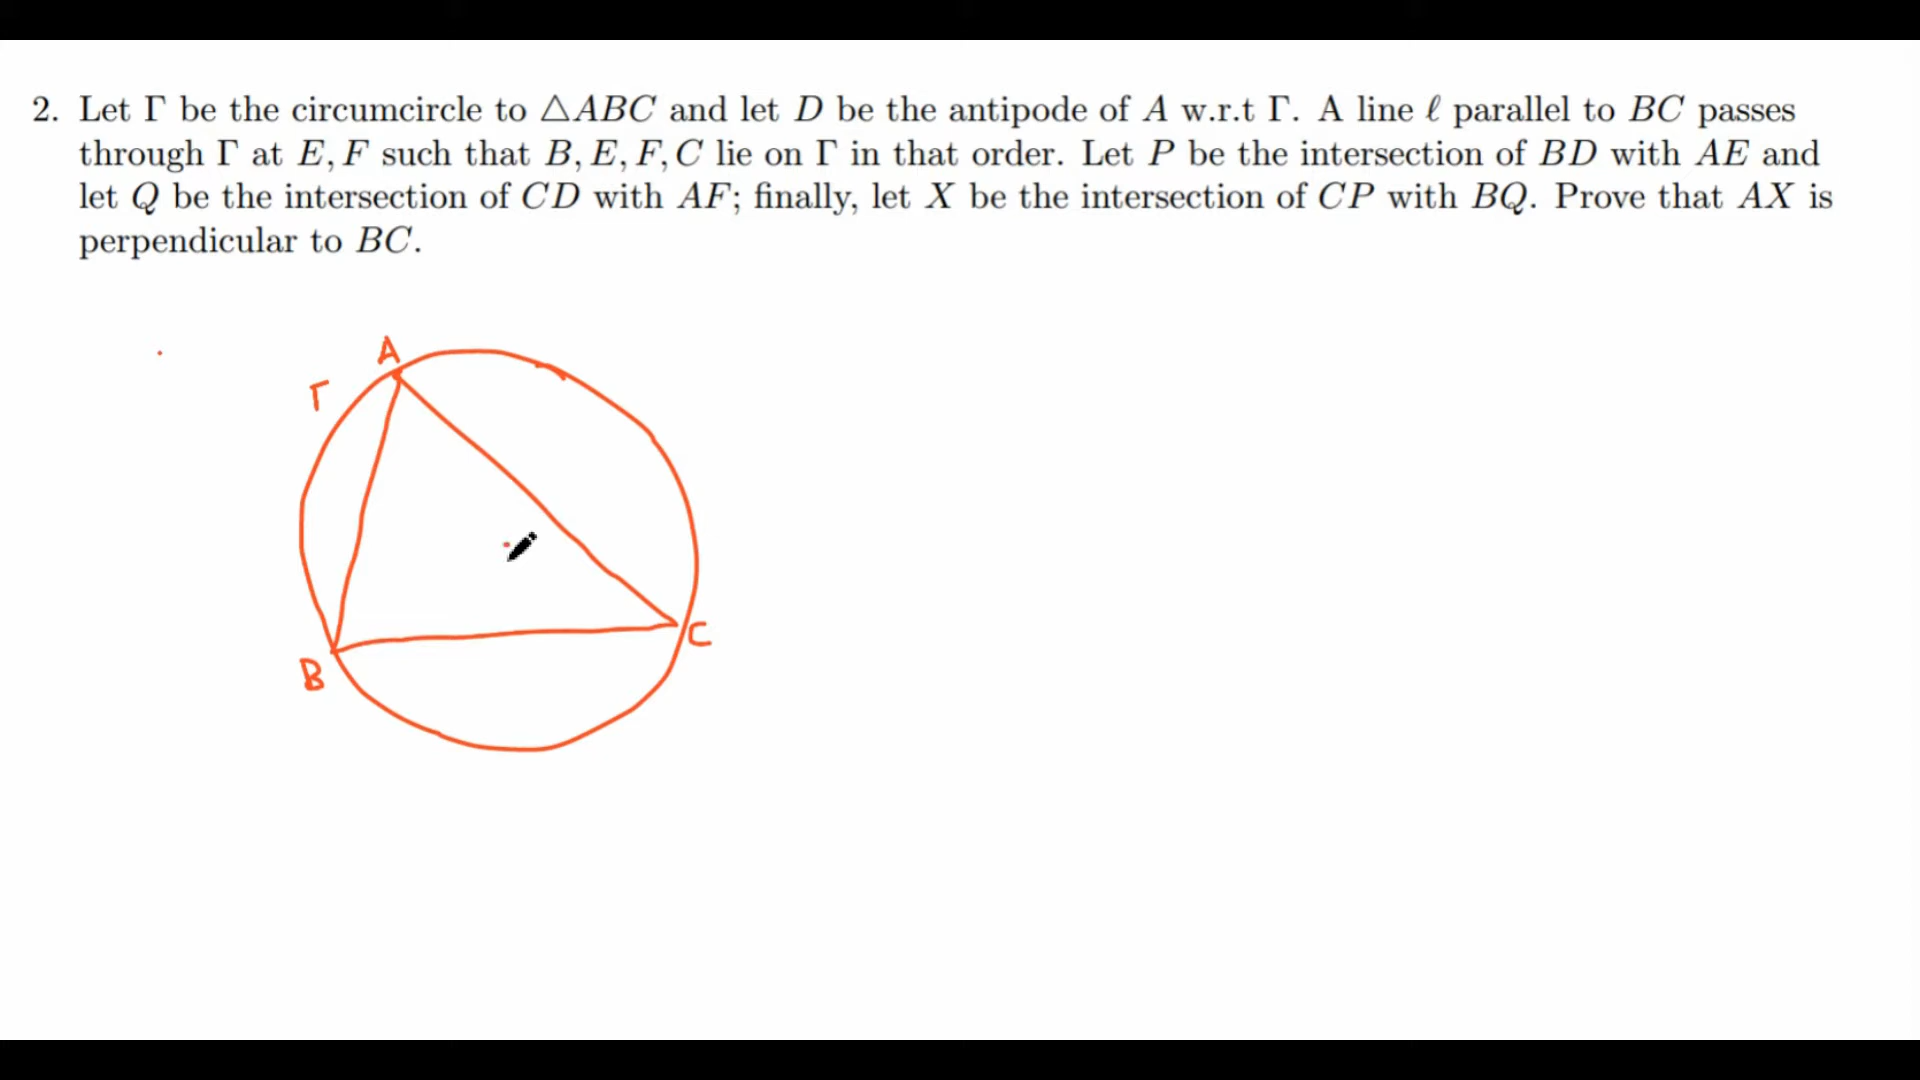 2. Let Γ be the circumcircle to △ABC and let D be the antipode of A w.r.t Γ. A line ℓ parallel to BC passes
through Γ at E, F such that B, E, F, C lie on Γ in that order. Let P be the intersection of BD with AE and
let Q be the intersection of CD with AF; finally, let X be the intersection of CP with BQ. Prove that AX is
perpendicular to BC.
A
Γ
C
B